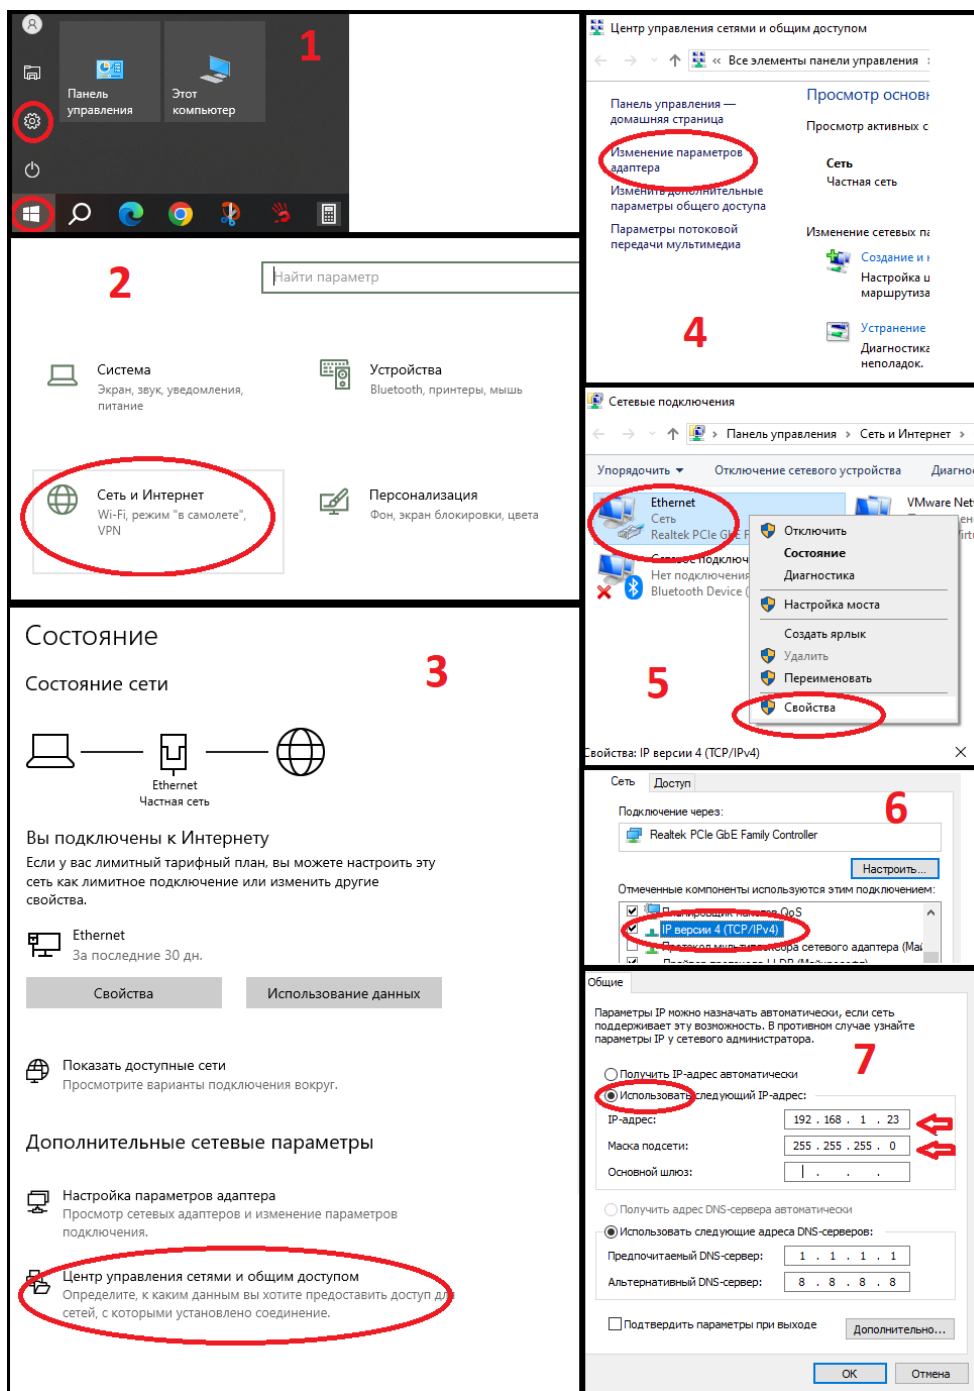 1
Панель
управления
Этот
компьютер
2
Найти параметр
Система
Экран, звук, уведомления,
питание
Устройства
Bluetooth, принтеры, мышь
Сеть и Интернет
Wi-Fi, режим "в самолете",
VPN
Персонализация
Фон, экран блокировки, цвета
Состояние
3
Состояние сети
Ethernet
Частная сеть
Вы подключены к Интернету
Если у вас лимитный тарифный план, вы можете настроить эту
сеть как лимитное подключение или изменить другие
свойства.
Ethernet
За последние 30 дн.
Свойства
Использование данных
Показать доступные сети
Просмотрите варианты подключения вокруг.
Дополнительные сетевые параметры
Настройка параметров адаптера
Просмотр сетевых адаптеров и изменение параметров
подключения.
Центр управления сетями и общим доступом
Определите, к каким данным вы хотите предоставить доступ для
сетей, с которыми установлено соединение.
Центр управления сетями и общим доступом
« Все элементы панели управления
Панель управления —
домашняя страница
Изменение параметров
адаптера
Изменить дополнительные
параметры общего доступа
Параметры потоковой
передачи мультимедиа
Просмотр основн
Просмотр активных с
Сеть
Частная сеть
Изменение сетевых па
Создание и н
Настройка ш
маршрутиза
Устранение
Диагностика
неполадок.
4
Сетевые подключения
Панель управления > Сеть и Интернет >
Упорядочить
Отключение сетевого устройства
Диагно
Ethernet
Сеть
Realtek PCIe GbE F
VMware Net
Сетевое подключ
Нет подключения
Bluetooth Device (
Отключить
Состояние
Диагностика
Настройка моста
Создать ярлык
Удалить
Переименовать
Свойства
5
Свойства: IP версии 4 (TCP/IPv4)
Сеть
Доступ
6
Подключение через:
Realtek PCIe GbE Family Controller
Настроить...
Отмеченные компоненты используются этим подключением:
Планировщик пакетов QoS
IP версии 4 (TCP/IPv4)
Протокол мультиплексора сетевого адаптера (Май
Общие
Параметры IP можно назначать автоматически, если сеть
поддерживает эту возможность. В противном случае узнайте
параметры IP у сетевого администратора.
7
Получить IP-адрес автоматически
Использовать следующий IP-адрес:
IP-адрес: 192 . 168 . 1 . 23
Маска подсети: 255 . 255 . 255 . 0
Основной шлюз: . . .
Получить адрес DNS-сервера автоматически
Использовать следующие адреса DNS-серверов:
Предпочитаемый DNS-сервер: 1 . 1 . 1 . 1
Альтернативный DNS-сервер: 8 . 8 . 8 . 8
Подтвердить параметры при выходе
Дополнительно...
OK
Отмена